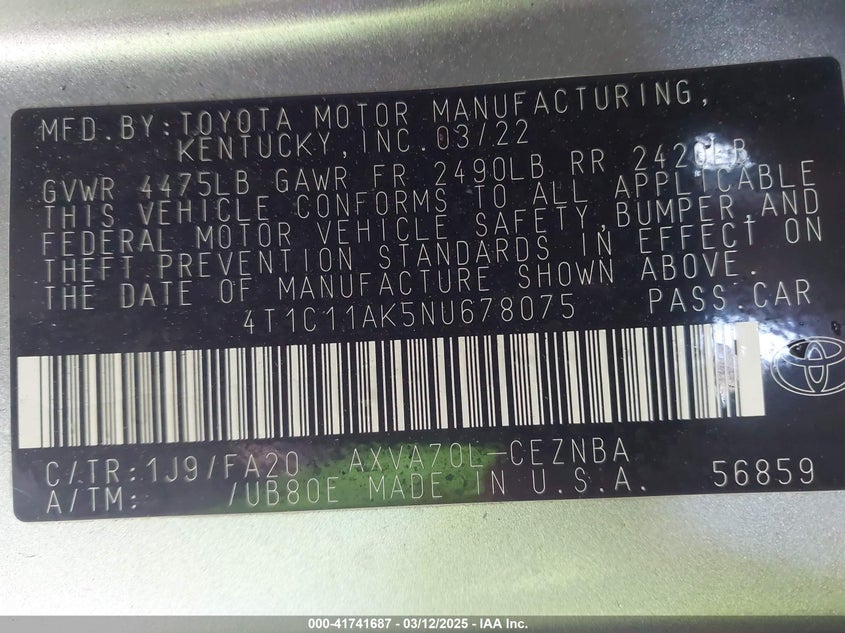 MFD.BY:TOYOTA MOTOR MANUFACTURING,
KENTUCKY,INC.03/22
GVWR 4475LB GAWR FR 2490LB RR 2420LB
THIS VEHICLE CONFORMS TO ALL APPLICABLE
FEDERAL MOTOR VEHICLE SAFETY,BUMPER,AND
THEFT PREVENTION STANDARDS IN EFFECT ON
THE DATE OF MANUFACTURE SHOWN ABOVE.
4T1C11AK5NU678075 PASS CAR
C/TR:1J9/FA20 AXVA70L-CEZNBA
A/TM: /UB80E MADE IN U.S.A. 56859
000-41741687 - 03/12/2025 - IAA Inc.